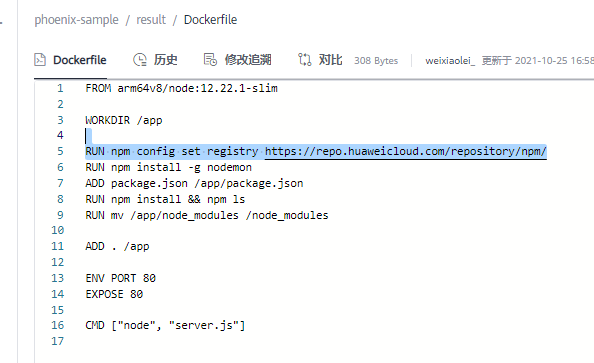 phoenix-sample / result / Dockerfile
Dockerfile 历史 修改追溯 对比 308 Bytes weixiaolei_ 更新于 2021-10-25 16:58
1 FROM arm64v8/node:12.22.1-slim
2
3 WORKDIR /app
4
5 RUN npm config set registry https://repo.huaweicloud.com/repository/npm/
6 RUN npm install -g nodemon
7 ADD package.json /app/package.json
8 RUN npm install && npm ls
9 RUN mv /app/node_modules /node_modules
10
11 ADD . /app
12
13 ENV PORT 80
14 EXPOSE 80
15
16 CMD ["node", "server.js"]
17